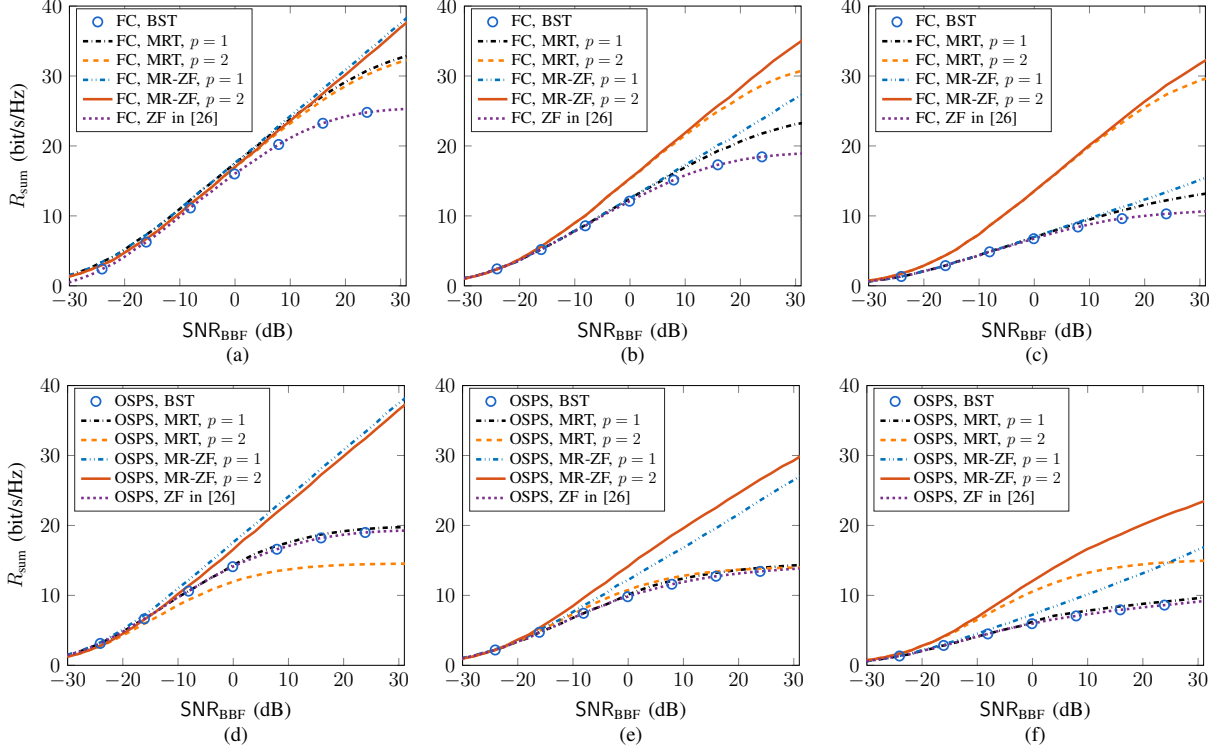 40
30
20
10
0
R_sum (bit/s/Hz)
FC, BST
FC, MRT, p = 1
FC, MRT, p = 2
FC, MR-ZF, p = 1
FC, MR-ZF, p = 2
FC, ZF in [26]
−30 −20 −10 0 10 20 30
SNR_BBF (dB)
(a)
40
30
20
10
0
FC, BST
FC, MRT, p = 1
FC, MRT, p = 2
FC, MR-ZF, p = 1
FC, MR-ZF, p = 2
FC, ZF in [26]
−30 −20 −10 0 10 20 30
SNR_BBF (dB)
(b)
40
30
20
10
0
FC, BST
FC, MRT, p = 1
FC, MRT, p = 2
FC, MR-ZF, p = 1
FC, MR-ZF, p = 2
FC, ZF in [26]
−30 −20 −10 0 10 20 30
SNR_BBF (dB)
(c)
40
30
20
10
0
R_sum (bit/s/Hz)
OSPS, BST
OSPS, MRT, p = 1
OSPS, MRT, p = 2
OSPS, MR-ZF, p = 1
OSPS, MR-ZF, p = 2
OSPS, ZF in [26]
−30 −20 −10 0 10 20 30
SNR_BBF (dB)
(d)
40
30
20
10
0
OSPS, BST
OSPS, MRT, p = 1
OSPS, MRT, p = 2
OSPS, MR-ZF, p = 1
OSPS, MR-ZF, p = 2
OSPS, ZF in [26]
−30 −20 −10 0 10 20 30
SNR_BBF (dB)
(e)
40
30
20
10
0
OSPS, BST
OSPS, MRT, p = 1
OSPS, MRT, p = 2
OSPS, MR-ZF, p = 1
OSPS, MR-ZF, p = 2
OSPS, ZF in [26]
−30 −20 −10 0 10 20 30
SNR_BBF (dB)
(f)